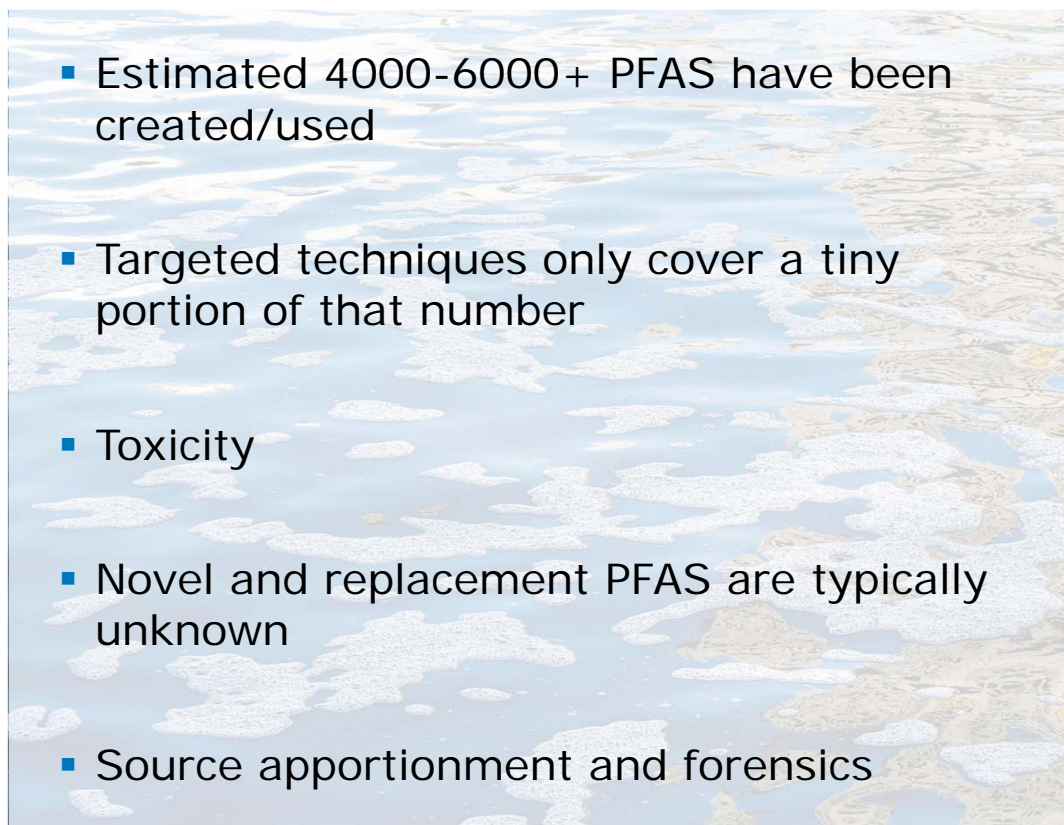 ▪ Estimated 4000-6000+ PFAS have been
created/used
▪ Targeted techniques only cover a tiny
portion of that number
▪ Toxicity
▪ Novel and replacement PFAS are typically
unknown
▪ Source apportionment and forensics